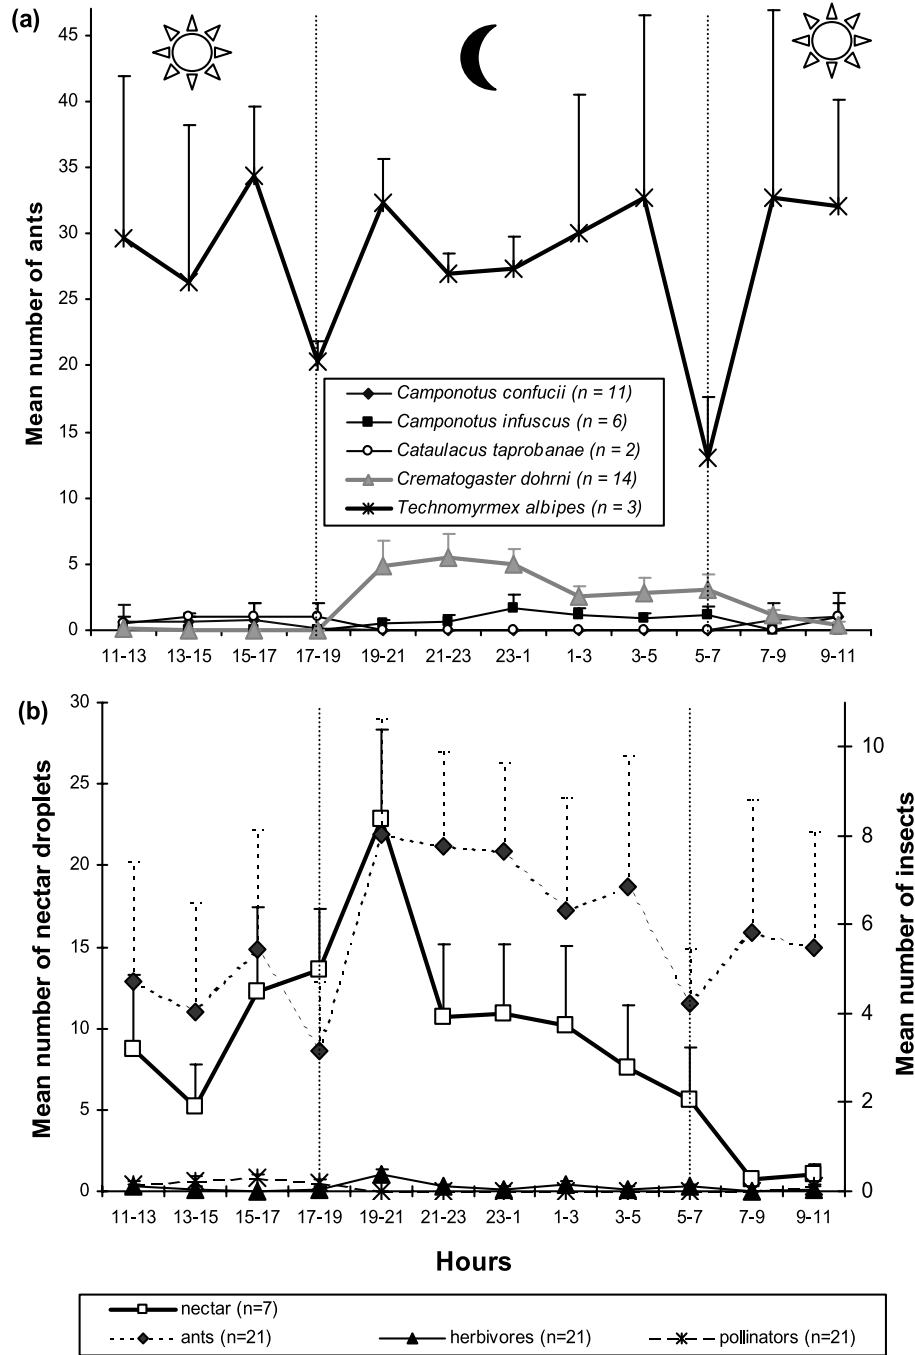 (a)
Mean number of ants
45
40
35
30
25
20
15
10
5
0
Camponotus confucii (n = 11)
Camponotus infuscus (n = 6)
Cataulacus taprobanae (n = 2)
Crematogaster dohrni (n = 14)
Technomyrmex albipes (n = 3)
11-13 13-15 15-17 17-19 19-21 21-23 23-1 1-3 3-5 5-7 7-9 9-11
(b)
Mean number of nectar droplets
30
25
20
15
10
5
0
Mean number of insects
10
8
6
4
2
0
11-13 13-15 15-17 17-19 19-21 21-23 23-1 1-3 3-5 5-7 7-9 9-11
Hours
nectar (n=7)
ants (n=21) herbivores (n=21) pollinators (n=21)